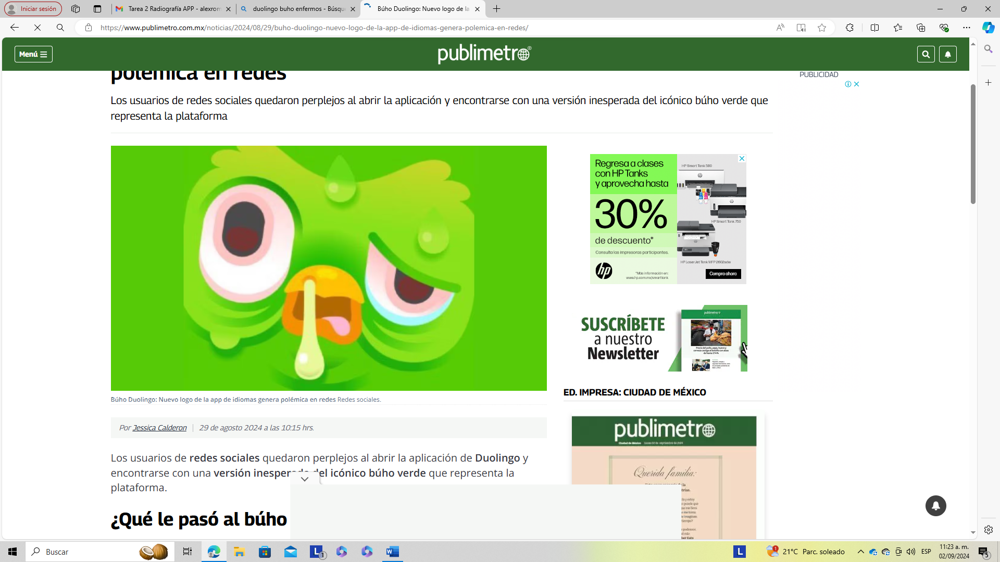 Iniciar sesión
Tarea 2 Radiografía APP - alexrom
duolingo buho enfermos - Búsqu
Búho Duolingo: Nuevo logo de la
https://www.publimetro.com.mx/noticias/2024/08/29/buho-duolingo-nuevo-logo-de-la-app-de-idiomas-genera-polemica-en-redes/
Menú
publimetro
polémica en redes
PUBLICIDAD
Los usuarios de redes sociales quedaron perplejos al abrir la aplicación y encontrarse con una versión inesperada del icónico búho verde que
representa la plataforma
Regresa a clases
con HP Tanks
y aprovecha hasta
30%
de descuento*
Consulta las impresoras participantes.
hp
*Más información en:
www.hp.com.mx/smarttank
HP Smart Tank 580
HP Smart Tank 750
HP LaserJet Tank MFP 2602sdw
Compra ahora
SUSCRÍBETE
a nuestro
Newsletter
publimetro
Búho Duolingo: Nuevo logo de la app de idiomas genera polémica en redes Redes sociales.
ED. IMPRESA: CIUDAD DE MÉXICO
Por Jessica Calderon
29 de agosto 2024 a las 10:15 hrs.
publimetro
Querida familia:
Los usuarios de redes sociales quedaron perplejos al abrir la aplicación de Duolingo y
encontrarse con una versión inesperada del icónico búho verde que representa la
plataforma.
¿Qué le pasó al búho
Buscar
21°C Parc. soleado
ESP
11:23 a. m.
02/09/2024